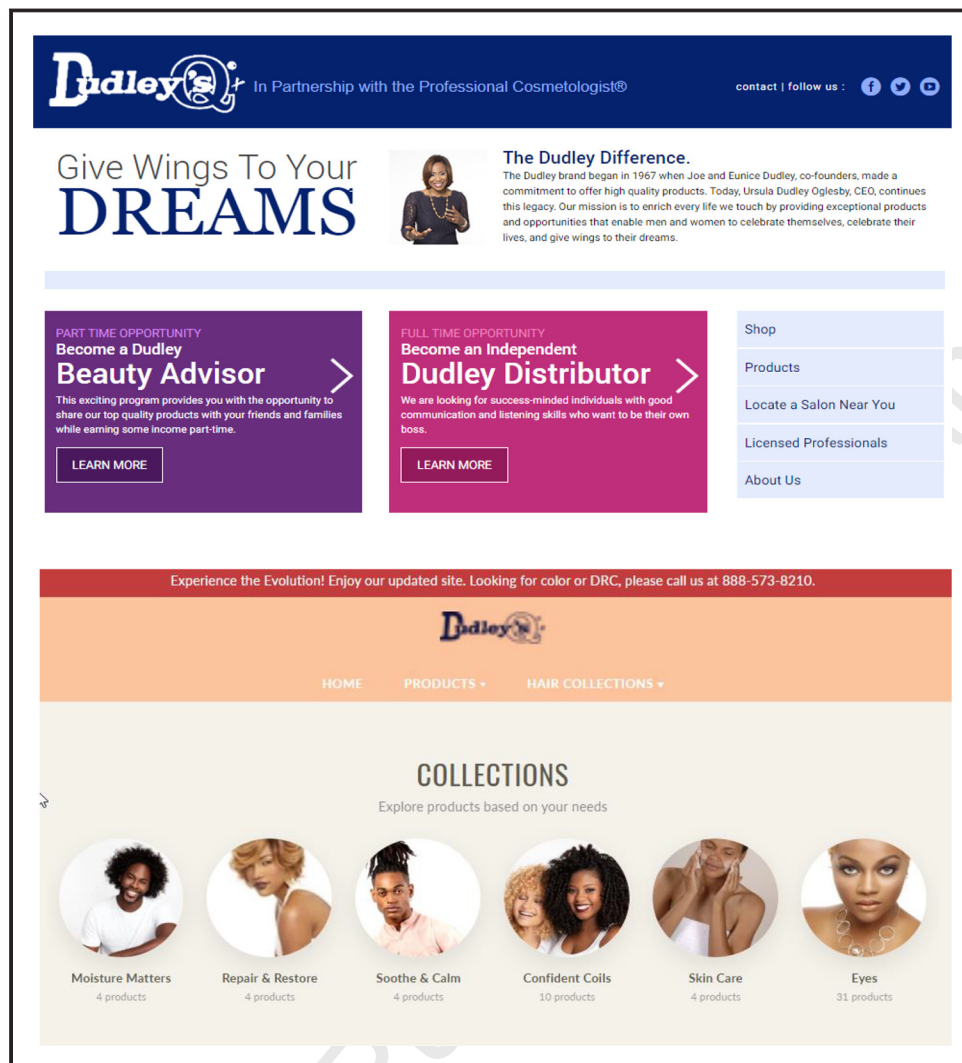 Dudley's Q+
In Partnership with the Professional Cosmetologist®
contact | follow us :
Give Wings To Your
DREAMS
The Dudley Difference.
The Dudley brand began in 1967 when Joe and Eunice Dudley, co-founders, made a
commitment to offer high quality products. Today, Ursula Dudley Oglesby, CEO, continues
this legacy. Our mission is to enrich every life we touch by providing exceptional products
and opportunities that enable men and women to celebrate themselves, celebrate their
lives, and give wings to their dreams.
PART TIME OPPORTUNITY
Become a Dudley
Beauty Advisor
This exciting program provides you with the opportunity to
share our top quality products with your friends and families
while earning some income part-time.
LEARN MORE
FULL TIME OPPORTUNITY
Become an Independent
Dudley Distributor
We are looking for success-minded individuals with good
communication and listening skills who want to be their own
boss.
LEARN MORE
Shop
Products
Locate a Salon Near You
Licensed Professionals
About Us
Experience the Evolution! Enjoy our updated site. Looking for color or DRC, please call us at 888-573-8210.
Dudley's Q+
HOME PRODUCTS HAIR COLLECTIONS
COLLECTIONS
Explore products based on your needs
Moisture Matters
4 products
Repair & Restore
4 products
Soothe & Calm
4 products
Confident Coils
10 products
Skin Care
4 products
Eyes
31 products